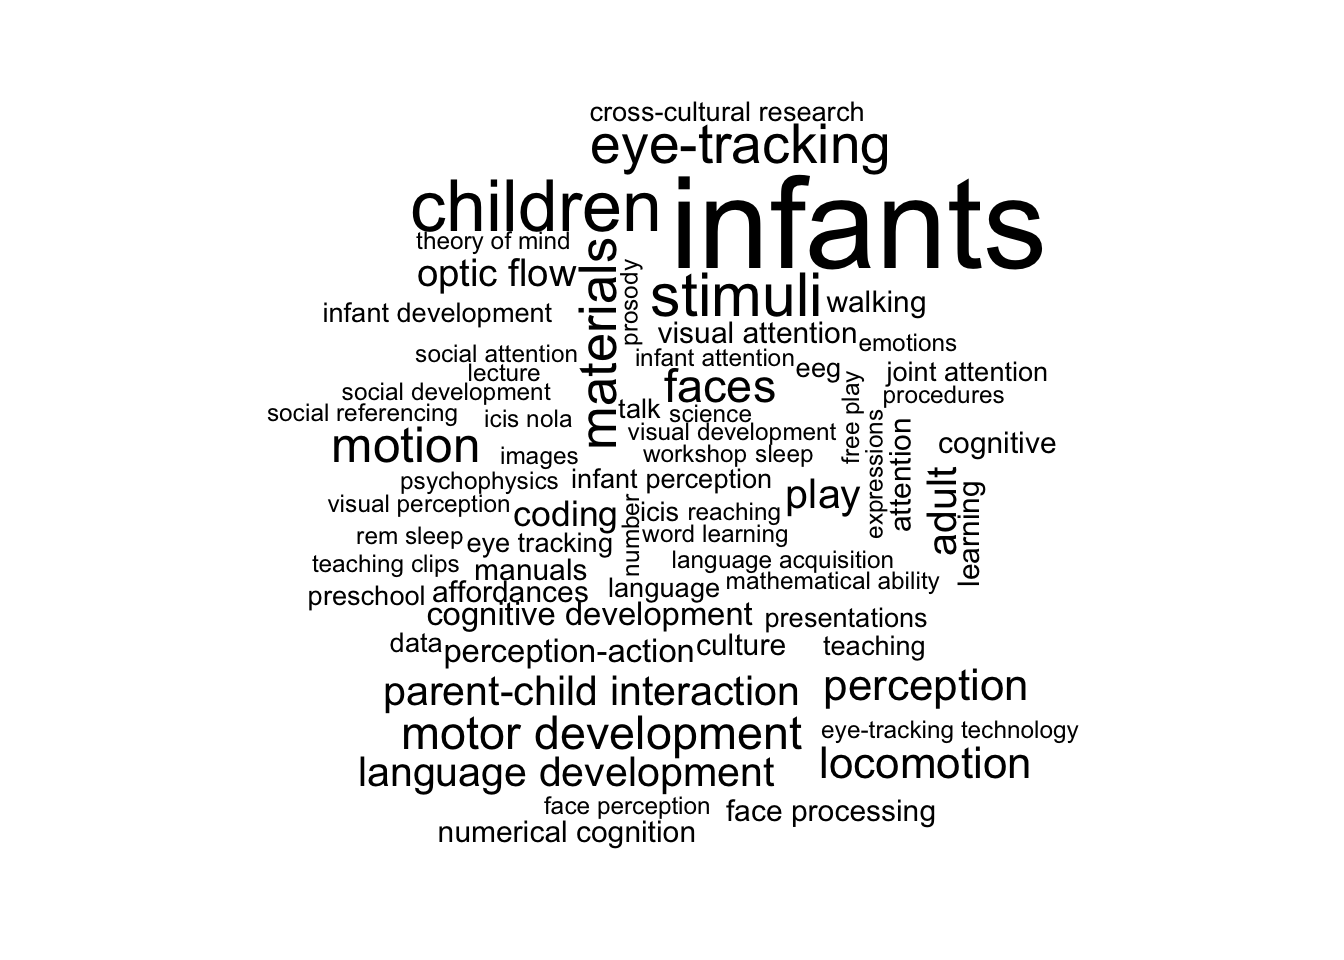 cross-cultural research
eye-tracking
children
infants
theory of mind
optic flow
materials
prosody
stimuli
walking
infant development
visual attention
emotions
social attention
infant attention
eeg
joint attention
lecture
faces
free play
procedures
social development
talk
science
social referencing
icis nola
expressions
attention
visual development
cognitive
motion
images
workshop sleep
psychophysics
infant perception
play
adult
learning
visual perception
coding
number
icis
reaching
rem sleep
eye tracking
word learning
teaching clips
manuals
language acquisition
preschool
affordances
language
mathematical ability
cognitive development
presentations
data
perception-action
culture
teaching
parent-child interaction
perception
motor development
eye-tracking technology
language development
locomotion
face perception
face processing
numerical cognition